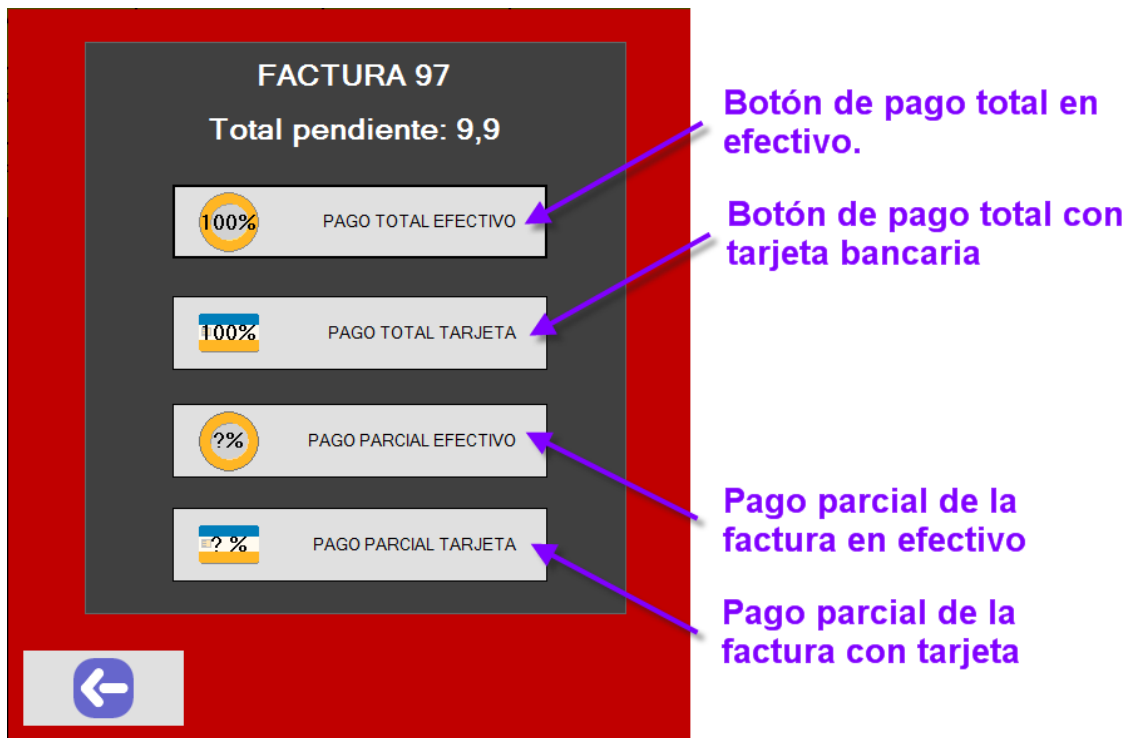 FACTURA 97
Total pendiente: 9,9
100% PAGO TOTAL EFECTIVO
100% PAGO TOTAL TARJETA
?% PAGO PARCIAL EFECTIVO
? % PAGO PARCIAL TARJETA
Botón de pago total en
efectivo.
Botón de pago total con
tarjeta bancaria
Pago parcial de la
factura en efectivo
Pago parcial de la
factura con tarjeta